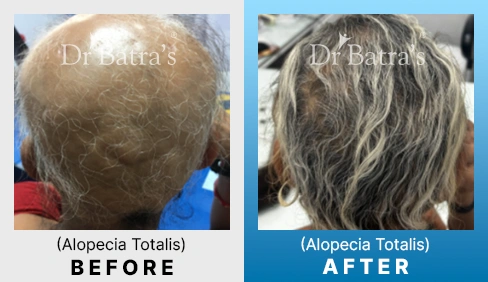 Dr Batra's
Dr Batra's
(Alopecia Totalis)
BEFORE
(Alopecia Totalis)
AFTER